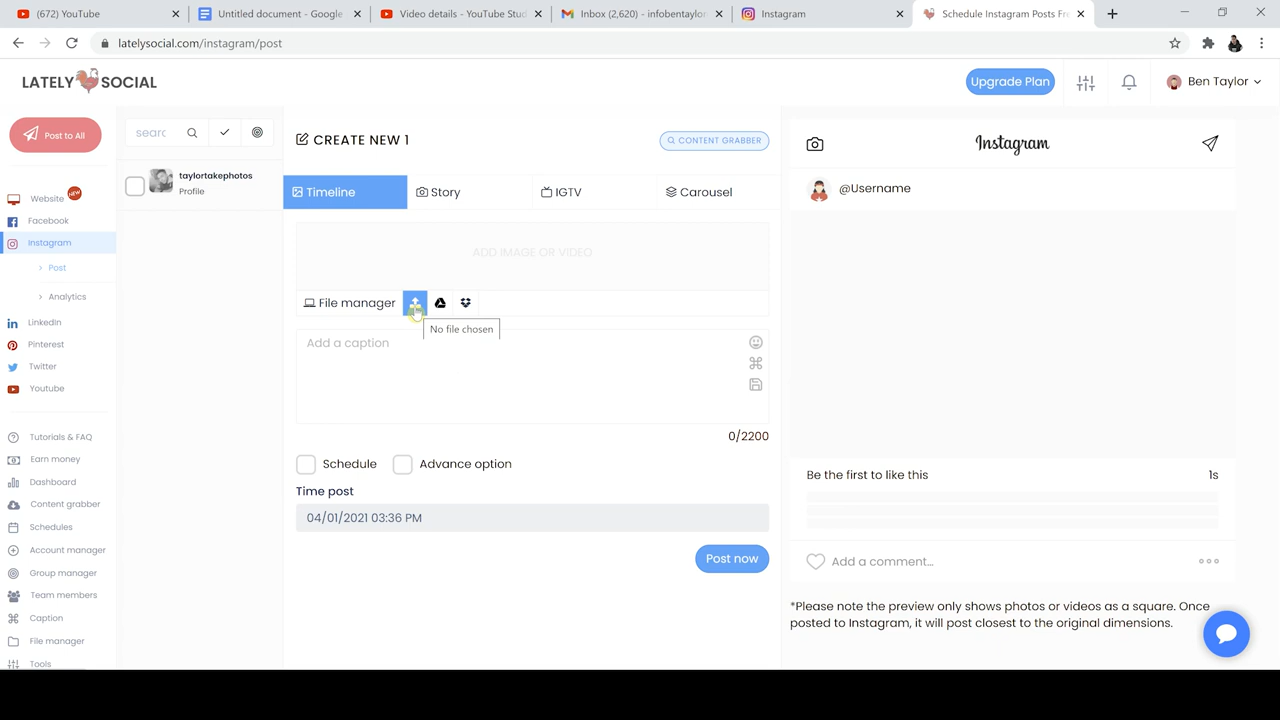 (672) YouTube
Untitled document - Google
Video details - YouTube Stud
Inbox (2,620) - infobentaylor
Instagram
Schedule Instagram Posts Fre
latelysocial.com/instagram/post
LATELY SOCIAL
Upgrade Plan
Ben Taylor
Post to All
searc
CREATE NEW 1
CONTENT GRABBER
Instagram
taylortakephotos
Profile
@Username
Website NEW
Facebook
Instagram
Post
Analytics
LinkedIn
Pinterest
Twitter
Youtube
Tutorials & FAQ
Earn money
Dashboard
Content grabber
Schedules
Account manager
Group manager
Team members
Caption
File manager
Tools
Timeline
Story
IGTV
Carousel
ADD IMAGE OR VIDEO
File manager
No file chosen
Add a caption
0/2200
Schedule
Advance option
Time post
04/01/2021 03:36 PM
Post now
Be the first to like this
1s
Add a comment...
*Please note the preview only shows photos or videos as a square. Once
posted to Instagram, it will post closest to the original dimensions.